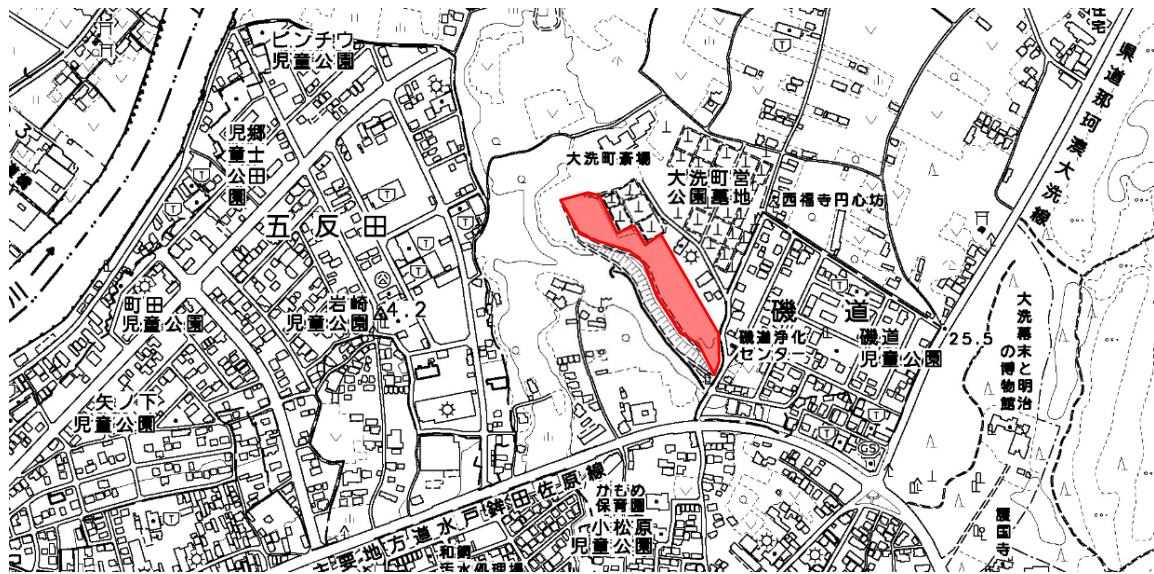 ビンチウ
児童公園
郷士田
児童公園
五反田
町田
児童公園
岩崎
児童公園
4.2
矢ノ下
児童公園
大洗町斎場
大洗町営
公園墓地
西福寺円心坊
磯道
磯道浄化
センター
磯道
児童公園
25.5
県道那珂湊大洗線
住宅
大洗幕末と明治
の博物館
護国寺
主要地方道水戸鉾田佐原線
かもめ
保育園
小松原
児童公園
汚水処理場
川